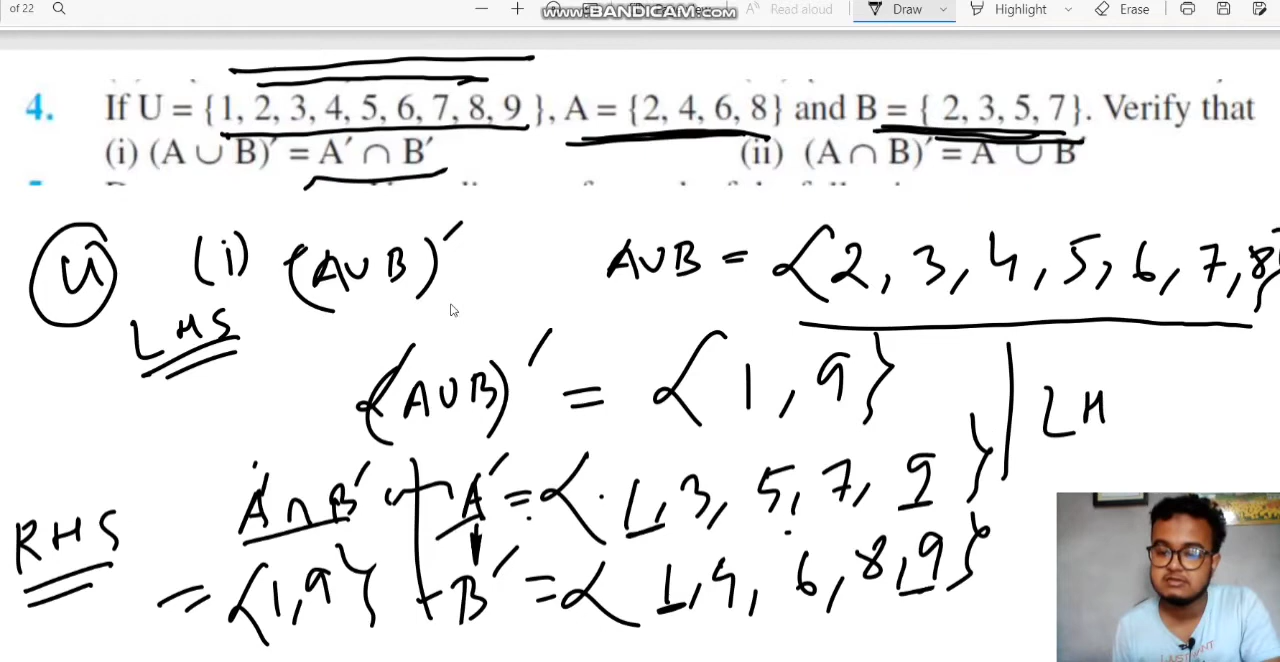 of 22
www.BANDICAM.com
Read aloud
Draw
Highlight
Erase
4. If U = {1, 2, 3, 4, 5, 6, 7, 8, 9 }, A = {2, 4, 6, 8} and B = { 2, 3, 5, 7}. Verify that
(i) (A ∪ B)′ = A′ ∩ B′ (ii) (A ∩ B)′ = A ∪ B
U (i) (A∪B)′ A∪B = {2, 3, 4, 5, 6, 7, 8}
LHS
(A∪B)′ = {1, 9} LH
A′∩B′ A′ = {1, 3, 5, 7, 9}
RHS
= {1, 9} B′ = {1, 4, 6, 8, 9}